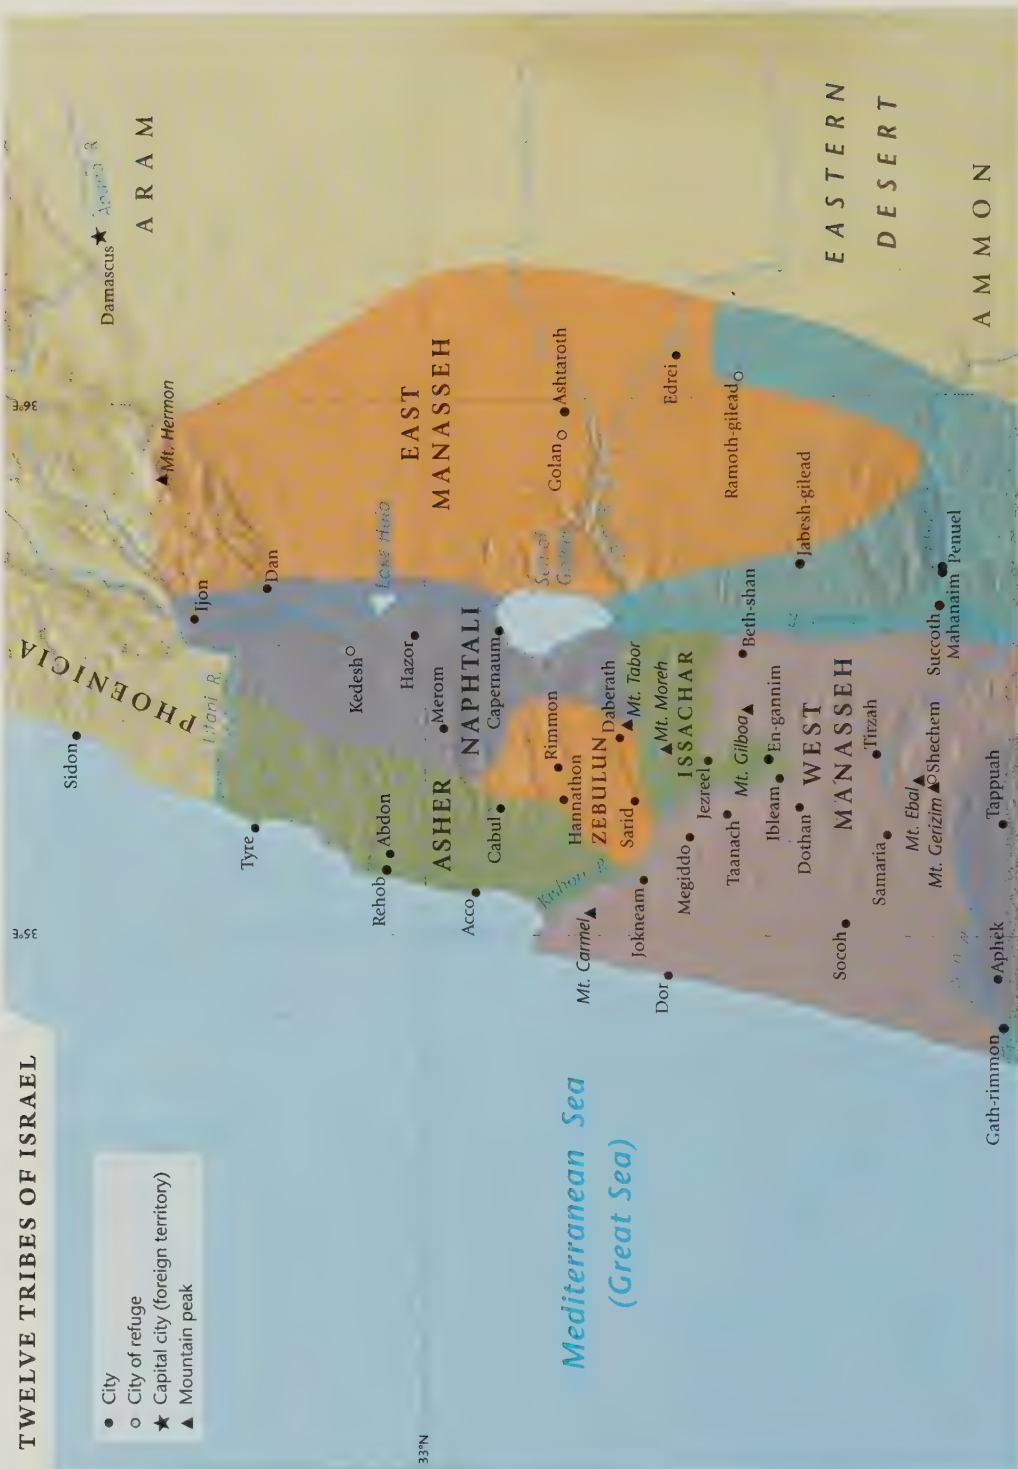 TWELVE TRIBES OF ISRAEL
City
City of refuge
Capital city (foreign territory)
Mountain peak
35°E
36°E
33°N
Mediterranean Sea
(Great Sea)
PHOENICIA
Sidon
Damascus
ARAM
Mt. Hermon
Litani R.
Ijon
Tyre
Dan
Kedesh
Lake Hula
Rehob
Abdon
Hazor
EAST
MANASSEH
ASHER
Merom
NAPHTALI
Acco
Cabul
Capernaum
Rimmon
Golan
Ashtaroth
Hannathon
Kishon R.
Mt. Carmel
ZEBULUN
Daberath
Sarid
Mt. Tabor
Jokneam
Mt. Moreh
Dor
Megiddo
ISSACHAR
Edrei
Jezreel
Taanach
Mt. Gilboa
Beth-shan
Ramoth-gilead
Ibleam
En-gannim
Dothan
WEST
MANASSEH
Jabesh-gilead
Socoh
Samaria
Tirzah
EASTERN
DESERT
Mt. Ebal
Mt. Gerizim
Shechem
Succoth
Mahanaim
Penuel
AMMON
Gath-rimmon
Aphek
Tappuah